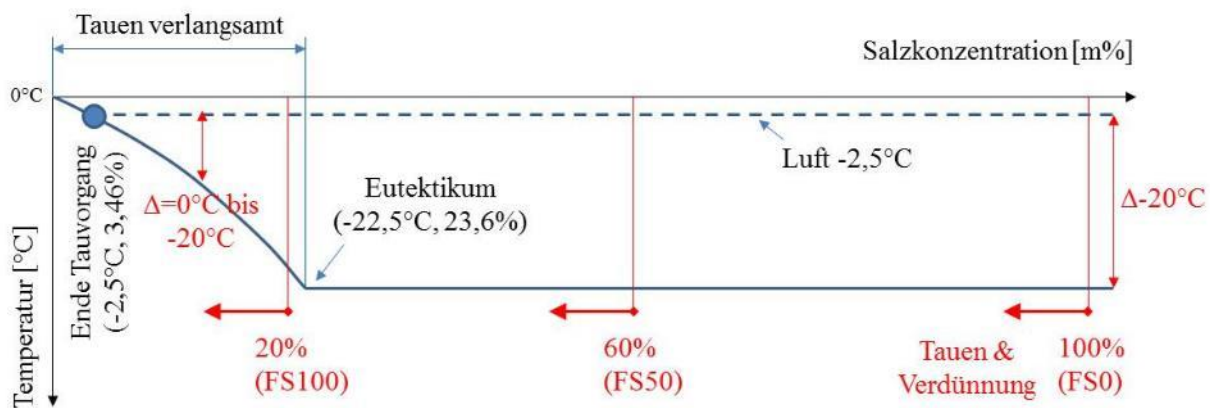 Tauen verlangsamt
Salzkonzentration [m%]
0°C
Luft -2,5°C
Ende Tauvorgang
(-2,5°C, 3,46%)
Δ=0°C bis
-20°C
Eutektikum
(-22,5°C, 23,6%)
Δ-20°C
Temperatur [°C]
20%
(FS100)
60%
(FS50)
Tauen &
Verdünnung
100%
(FS0)